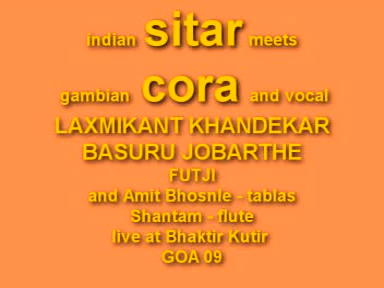 indian sitar meets
gambian cora and vocal
LAXMIKANT KHANDEKAR
BASURU JOBARTHE
FUTJI
and Amit Bhosnle - tablas
Shantam - flute
live at Bhaktir Kutir
GOA 09